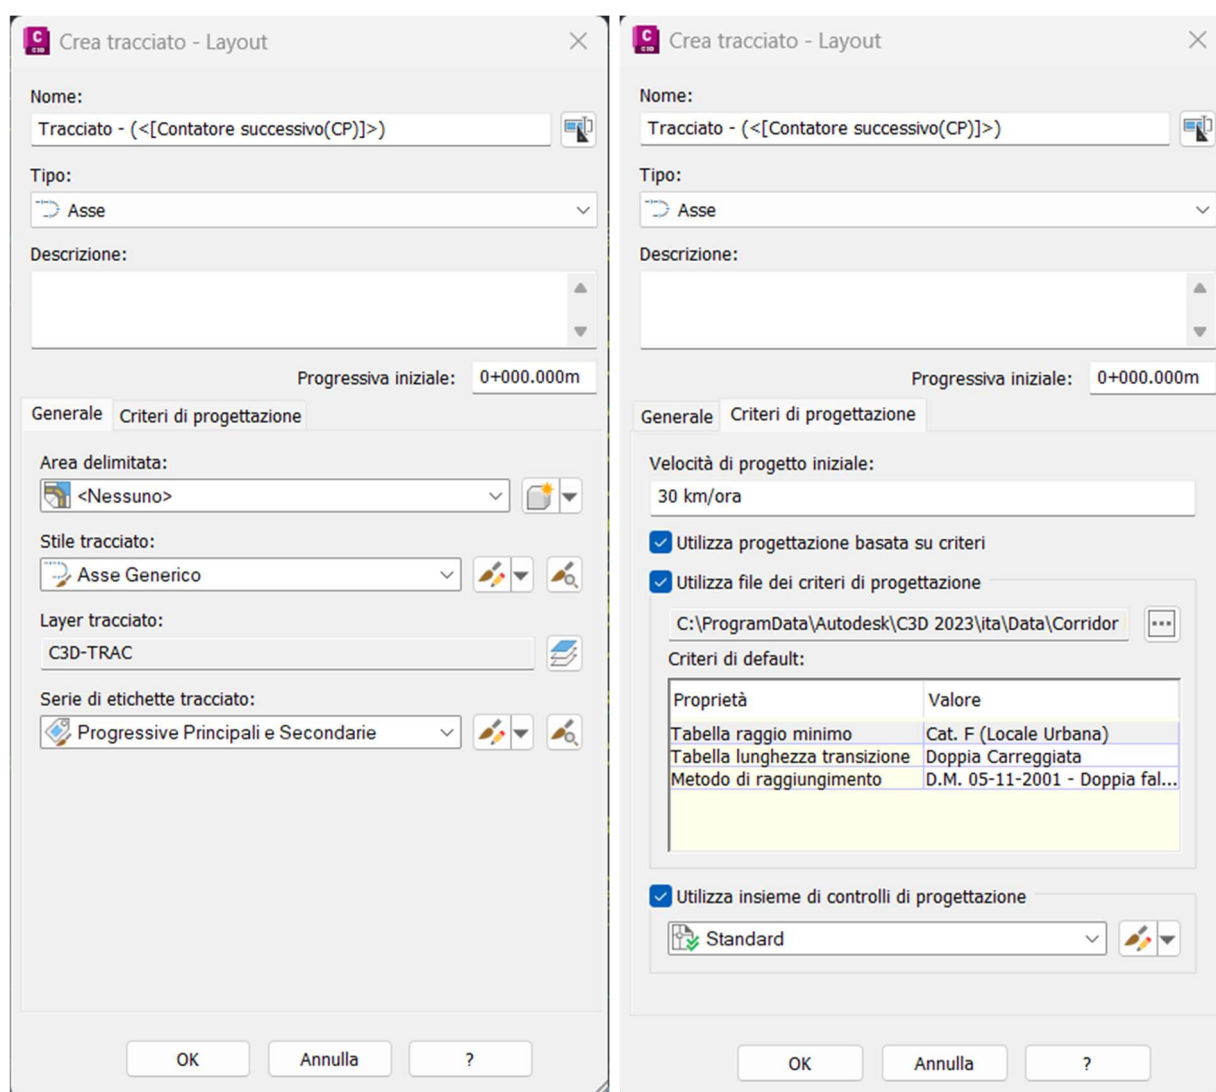 Crea tracciato - Layout
Nome:
Tracciato - (<[Contatore successivo(CP)]>)
Tipo:
Asse
Descrizione:
Progressiva iniziale: 0+000.000m
Generale Criteri di progettazione
Area delimitata:
<Nessuno>
Stile tracciato:
Asse Generico
Layer tracciato:
C3D-TRAC
Serie di etichette tracciato:
Progressive Principali e Secondarie
OK Annulla ?
Crea tracciato - Layout
Nome:
Tracciato - (<[Contatore successivo(CP)]>)
Tipo:
Asse
Descrizione:
Progressiva iniziale: 0+000.000m
Generale Criteri di progettazione
Velocità di progetto iniziale:
30 km/ora
Utilizza progettazione basata su criteri
Utilizza file dei criteri di progettazione
C:\ProgramData\Autodesk\C3D 2023\ita\Data\Corridor
...
Criteri di default:
Proprietà Valore
Tabella raggio minimo Cat. F (Locale Urbana)
Tabella lunghezza transizione Doppia Carreggiata
Metodo di raggiungimento D.M. 05-11-2001 - Doppia fal...
Utilizza insieme di controlli di progettazione
Standard
OK Annulla ?